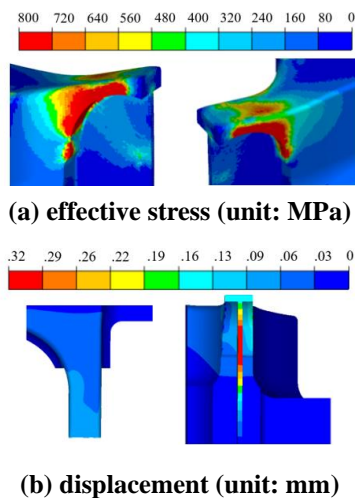 800 720 640 560 480 400 320 240 160 80 0
(a) effective stress (unit: MPa)
.32 .29 .26 .22 .19 .16 .13 .09 .06 .03 0
(b) displacement (unit: mm)